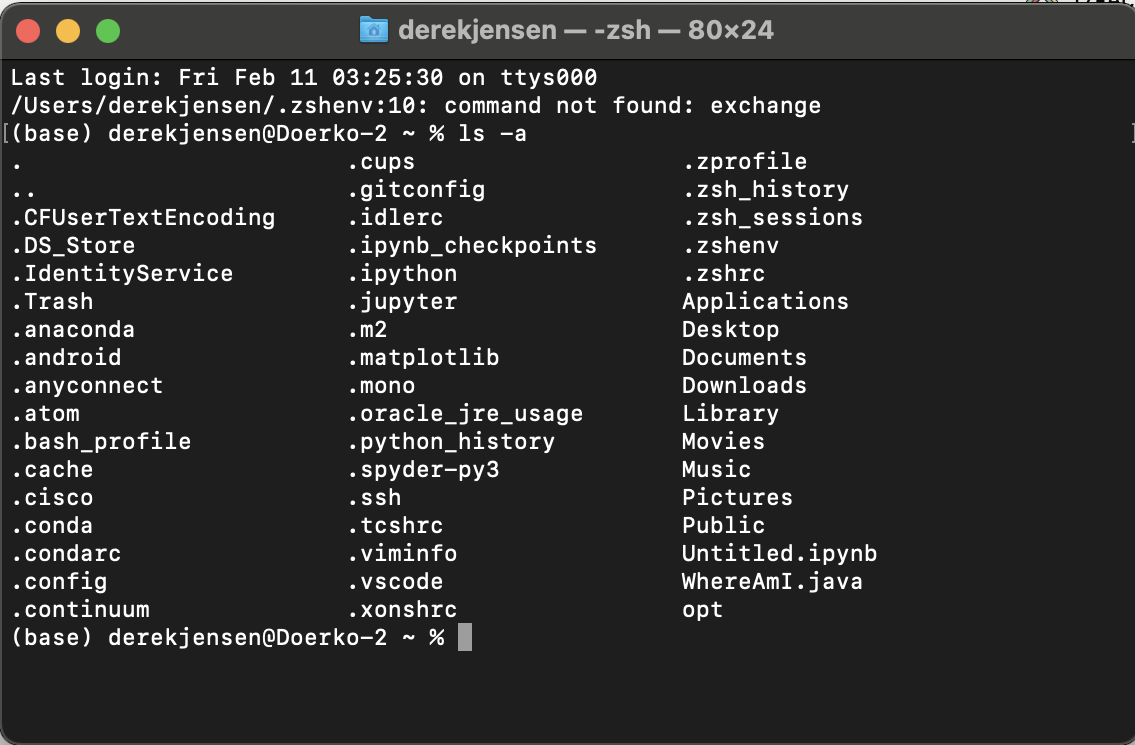 derekjensen — -zsh — 80×24
Last login: Fri Feb 11 03:25:30 on ttys000
/Users/derekjensen/.zshenv:10: command not found: exchange
[(base) derekjensen@Doerko-2 ~ % ls -a ]
. .cups .zprofile
.. .gitconfig .zsh_history
.CFUserTextEncoding .idlerc .zsh_sessions
.DS_Store .ipynb_checkpoints .zshenv
.IdentityService .ipython .zshrc
.Trash .jupyter Applications
.anaconda .m2 Desktop
.android .matplotlib Documents
.anyconnect .mono Downloads
.atom .oracle_jre_usage Library
.bash_profile .python_history Movies
.cache .spyder-py3 Music
.cisco .ssh Pictures
.conda .tcshrc Public
.condarc .viminfo Untitled.ipynb
.config .vscode WhereAmI.java
.continuum .xonshrc opt
(base) derekjensen@Doerko-2 ~ %